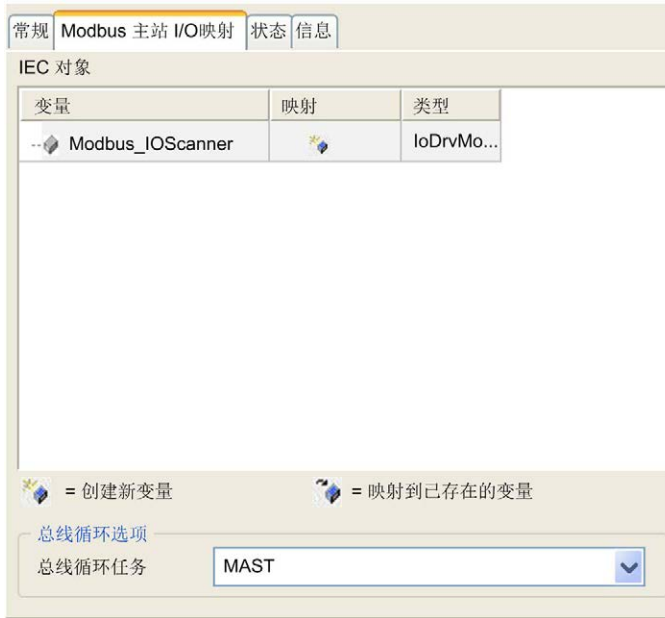 常规 Modbus 主站 I/O映射 状态 信息
IEC 对象
变量 映射 类型
Modbus_IOScanner IoDrvMo...
= 创建新变量 = 映射到已存在的变量
总线循环选项
总线循环任务 MAST